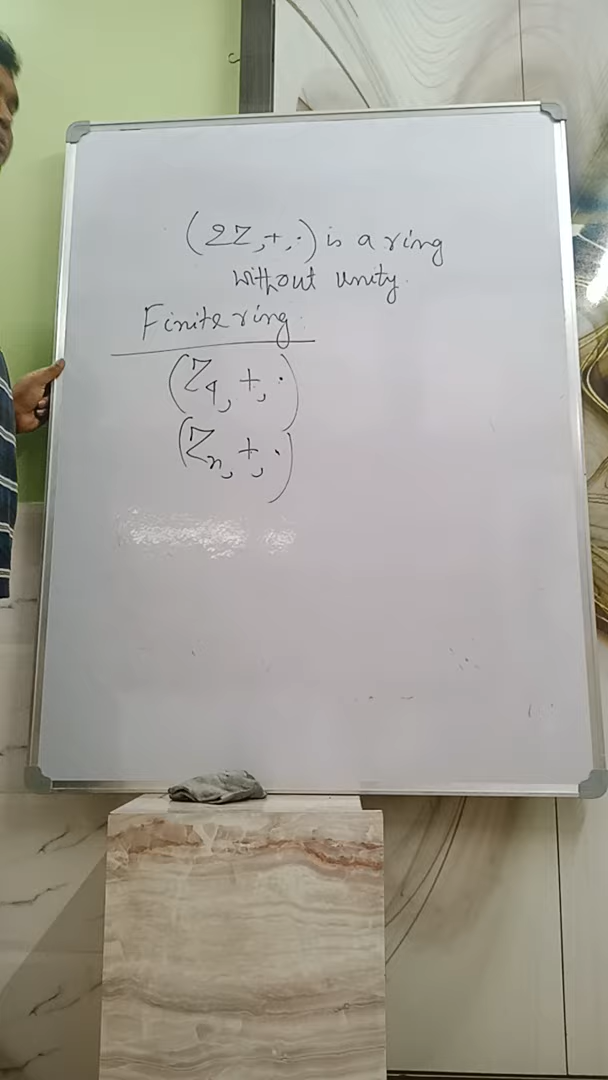 (2Z, +, ·) is a ring
without unity.
Finite ring
(Z4, +, ·)
(Zn, +, ·)